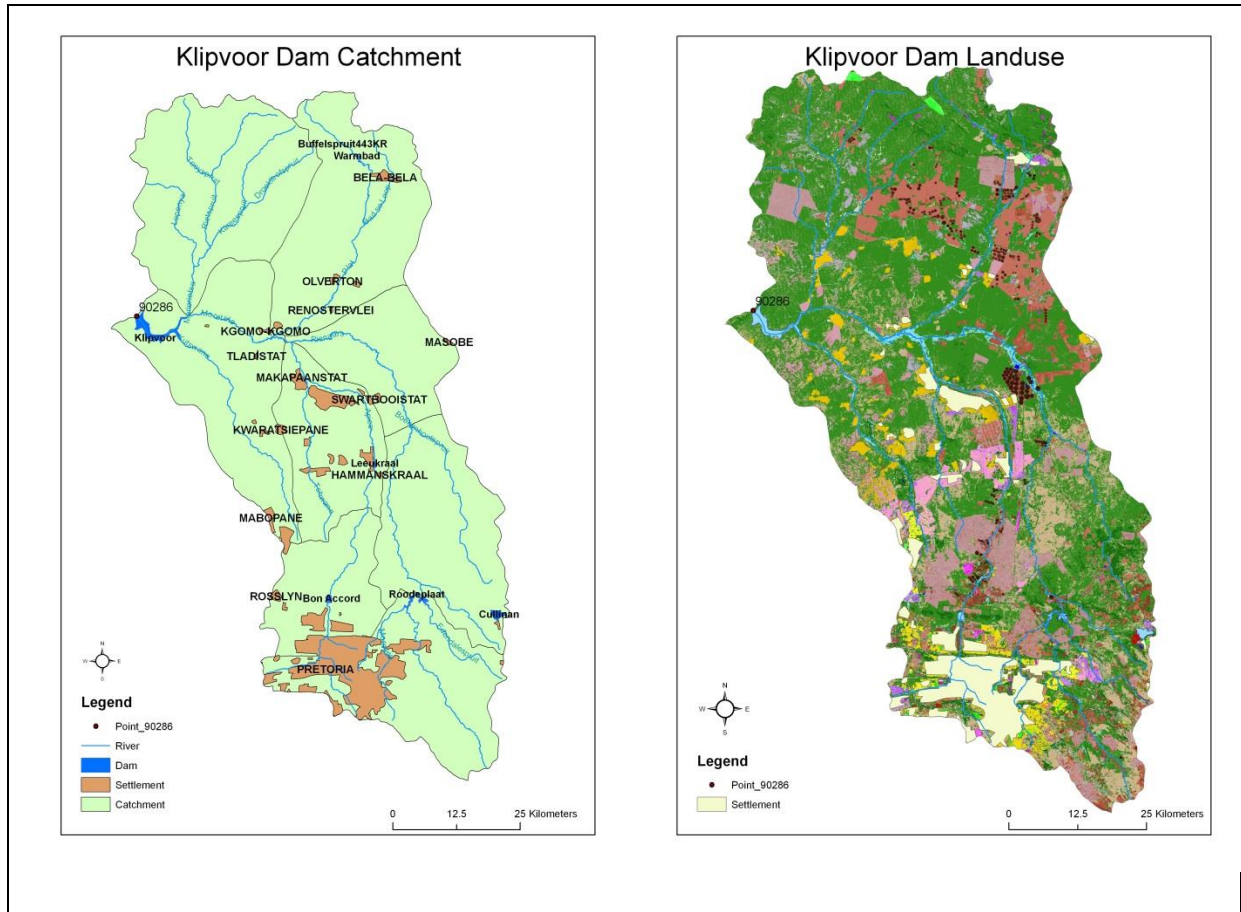 Klipvoor Dam Catchment
Buffelspruit443KR
Warmbad
BELA-BELA
OLVERTON
RENOSTERVLEI
90286
Klipvoor
KGOMO-KGOMO
TLADISTAT
MASOBE
MAKAPAANSTAT
SWARTBOOISTAT
KWARATSIEPANE
Leeukraal
HAMMANSKRAAL
MABOPANE
ROSSLYN
Bon Accord
Roodeplaat
Cullinan
PRETORIA
N
W
E
S
Legend
Point_90286
River
Dam
Settlement
Catchment
0 12.5 25 Kilometers
Klipvoor Dam Landuse
90286
N
W
E
S
Legend
Point_90286
Settlement
0 12.5 25 Kilometers